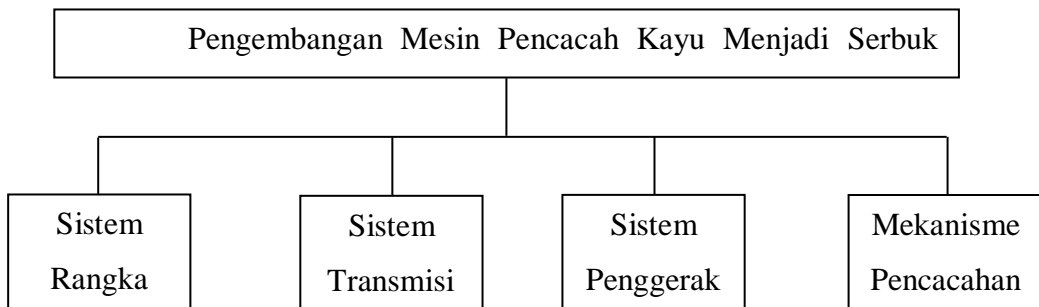 Pengembangan Mesin Pencacah Kayu Menjadi Serbuk
Sistem
Rangka
Sistem
Transmisi
Sistem
Penggerak
Mekanisme
Pencacahan